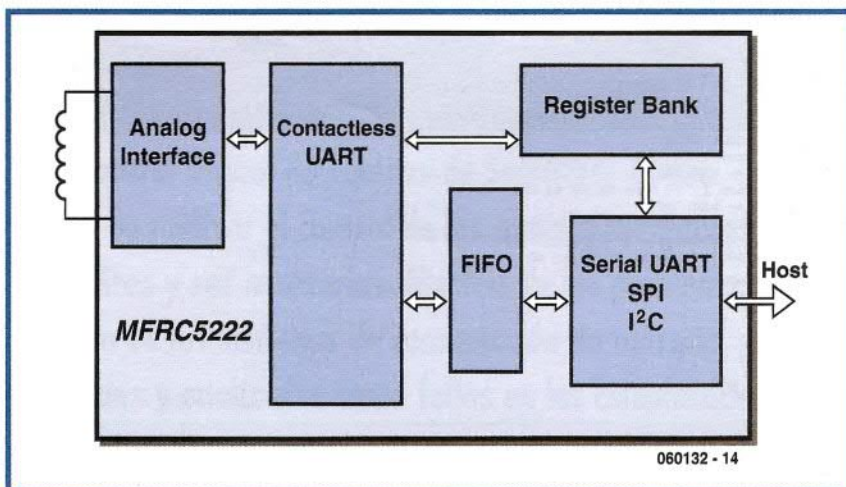 Analog
Interface
Contactless
UART
Register Bank
FIFO
Serial UART
SPI
I²C
Host
MFRC5222
060132 - 14